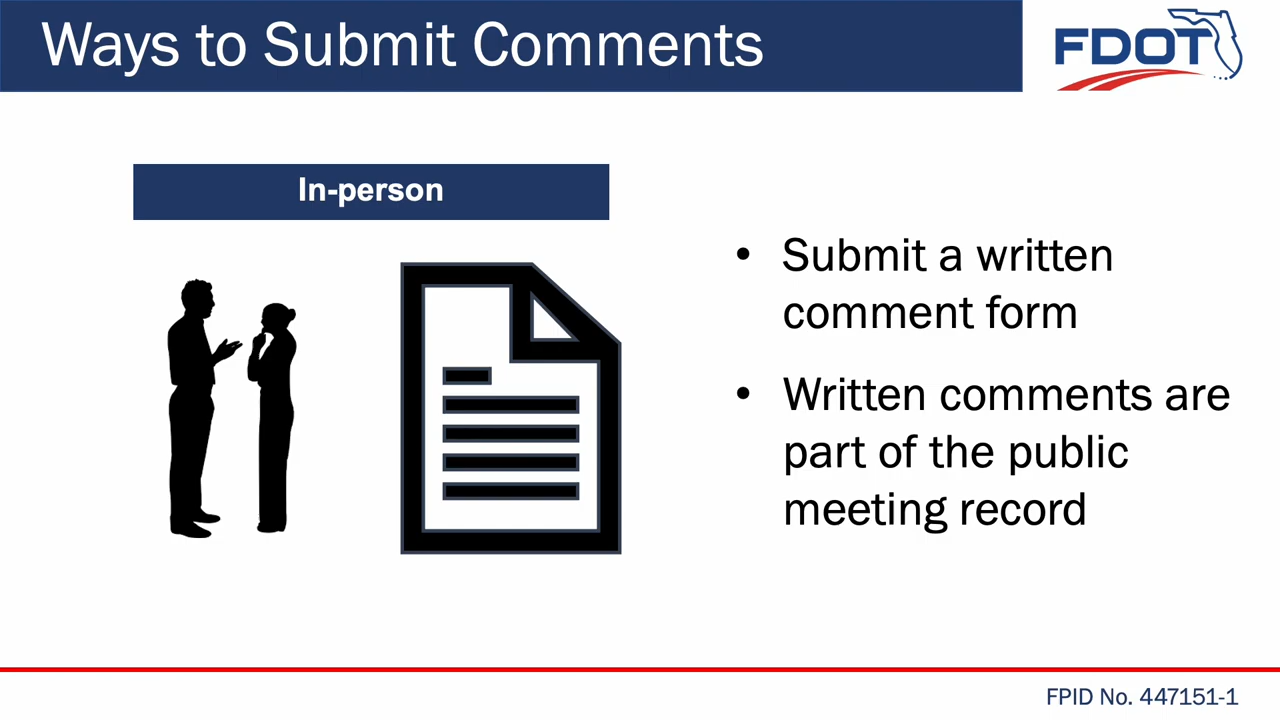 Ways to Submit Comments
FDOT
In-person
• Submit a written
comment form
• Written comments are
part of the public
meeting record
FPID No. 447151-1